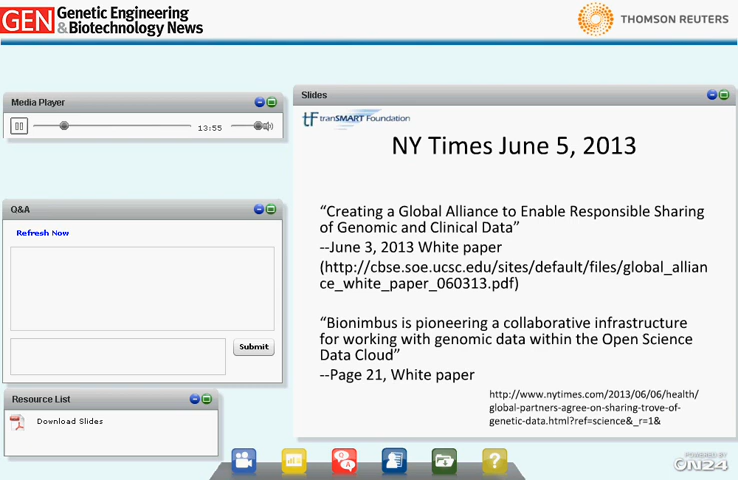 GEN Genetic Engineering
& Biotechnology News
THOMSON REUTERS
Media Player
13:55
Q&A
Refresh Now
Submit
Resource List
Download Slides
Slides
tF tranSMART Foundation
NY Times June 5, 2013
“Creating a Global Alliance to Enable Responsible Sharing
of Genomic and Clinical Data”
--June 3, 2013 White paper
(http://cbse.soe.ucsc.edu/sites/default/files/global_allian
ce_white_paper_060313.pdf)
“Bionimbus is pioneering a collaborative infrastructure
for working with genomic data within the Open Science
Data Cloud”
--Page 21, White paper
http://www.nytimes.com/2013/06/06/health/
global-partners-agree-on-sharing-trove-of-
genetic-data.html?ref=science&_r=1&
Q
A
?
POWERED BY
ON24